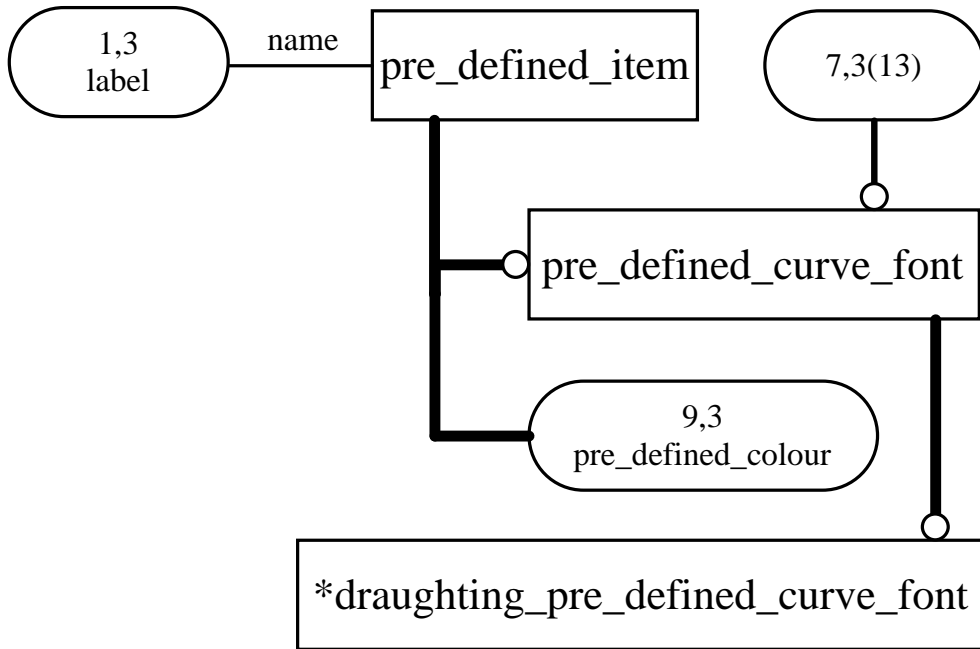 1,3
label
name
pre_defined_item
7,3(13)
pre_defined_curve_font
9,3
pre_defined_colour
*draughting_pre_defined_curve_font